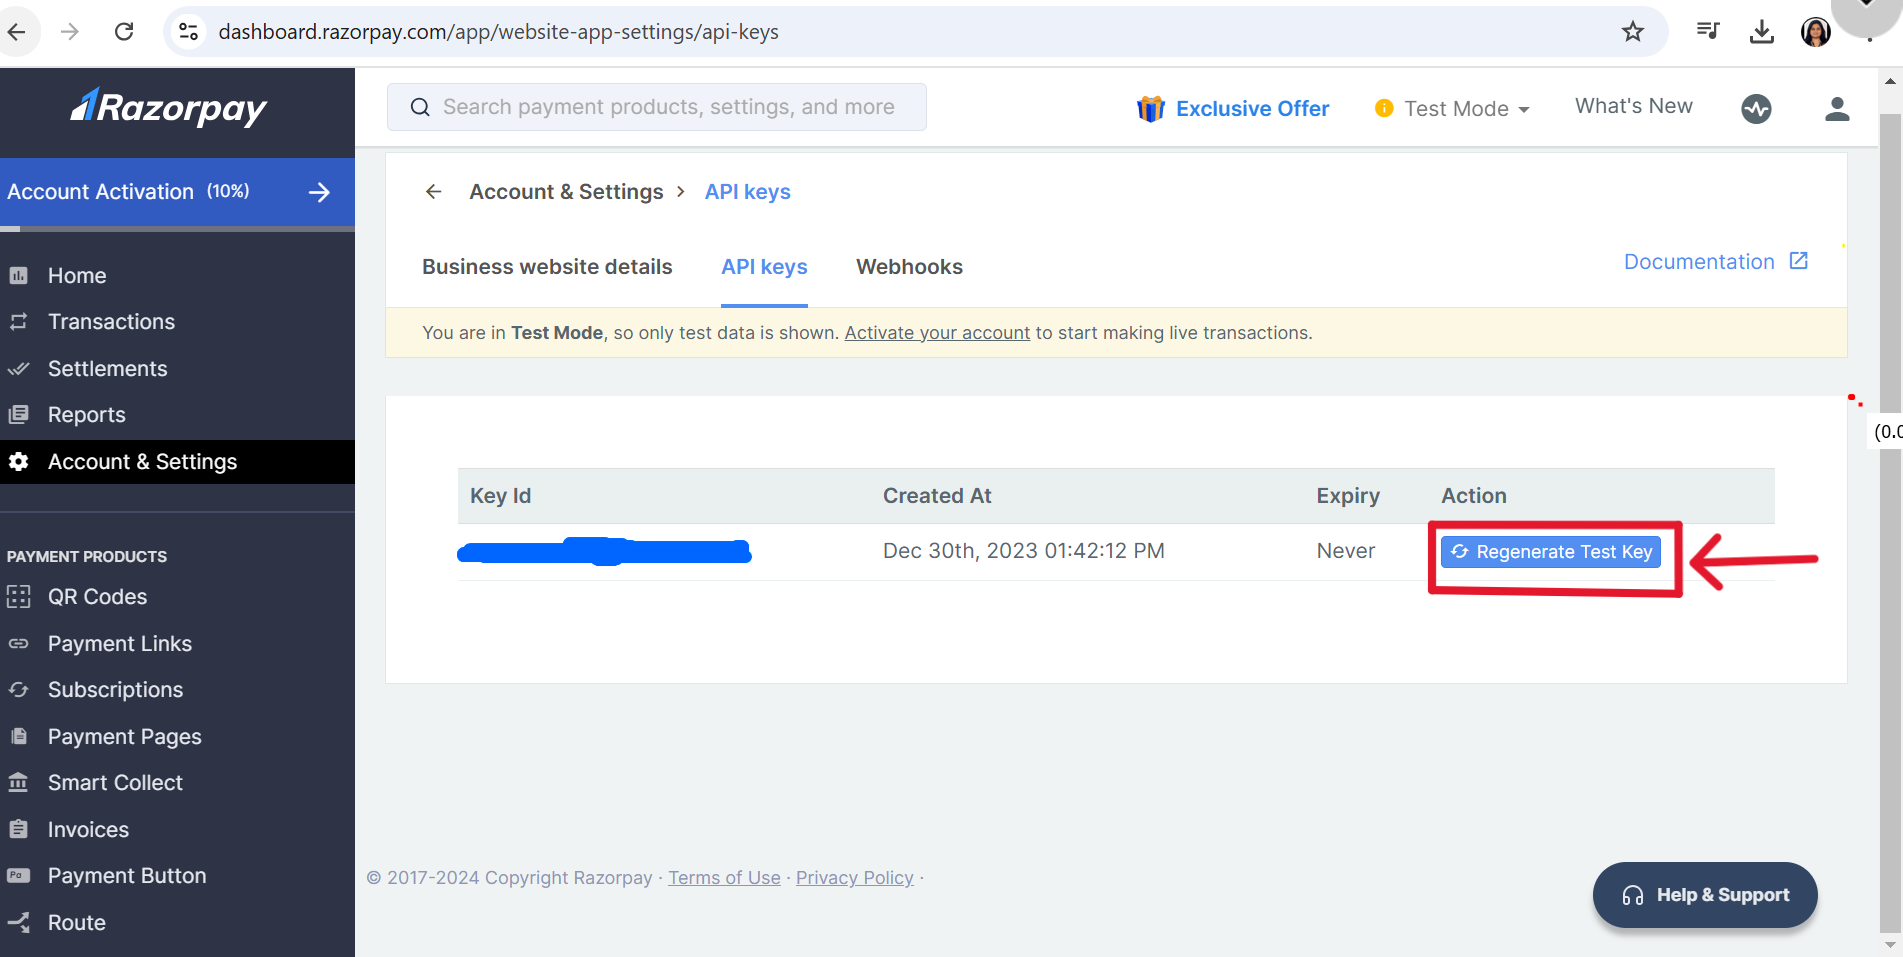 dashboard.razorpay.com/app/website-app-settings/api-keys
Razorpay
Search payment products, settings, and more
Exclusive Offer
Test Mode
What's New
Account Activation (10%)
Home
Transactions
Settlements
Reports
Account & Settings
PAYMENT PRODUCTS
QR Codes
Payment Links
Subscriptions
Payment Pages
Smart Collect
Invoices
Payment Button
Route
Account & Settings > API keys
Business website details
API keys
Webhooks
Documentation
You are in Test Mode, so only test data is shown. Activate your account to start making live transactions.
Key Id Created At Expiry Action
Dec 30th, 2023 01:42:12 PM Never Regenerate Test Key
© 2017-2024 Copyright Razorpay · Terms of Use · Privacy Policy ·
Help & Support